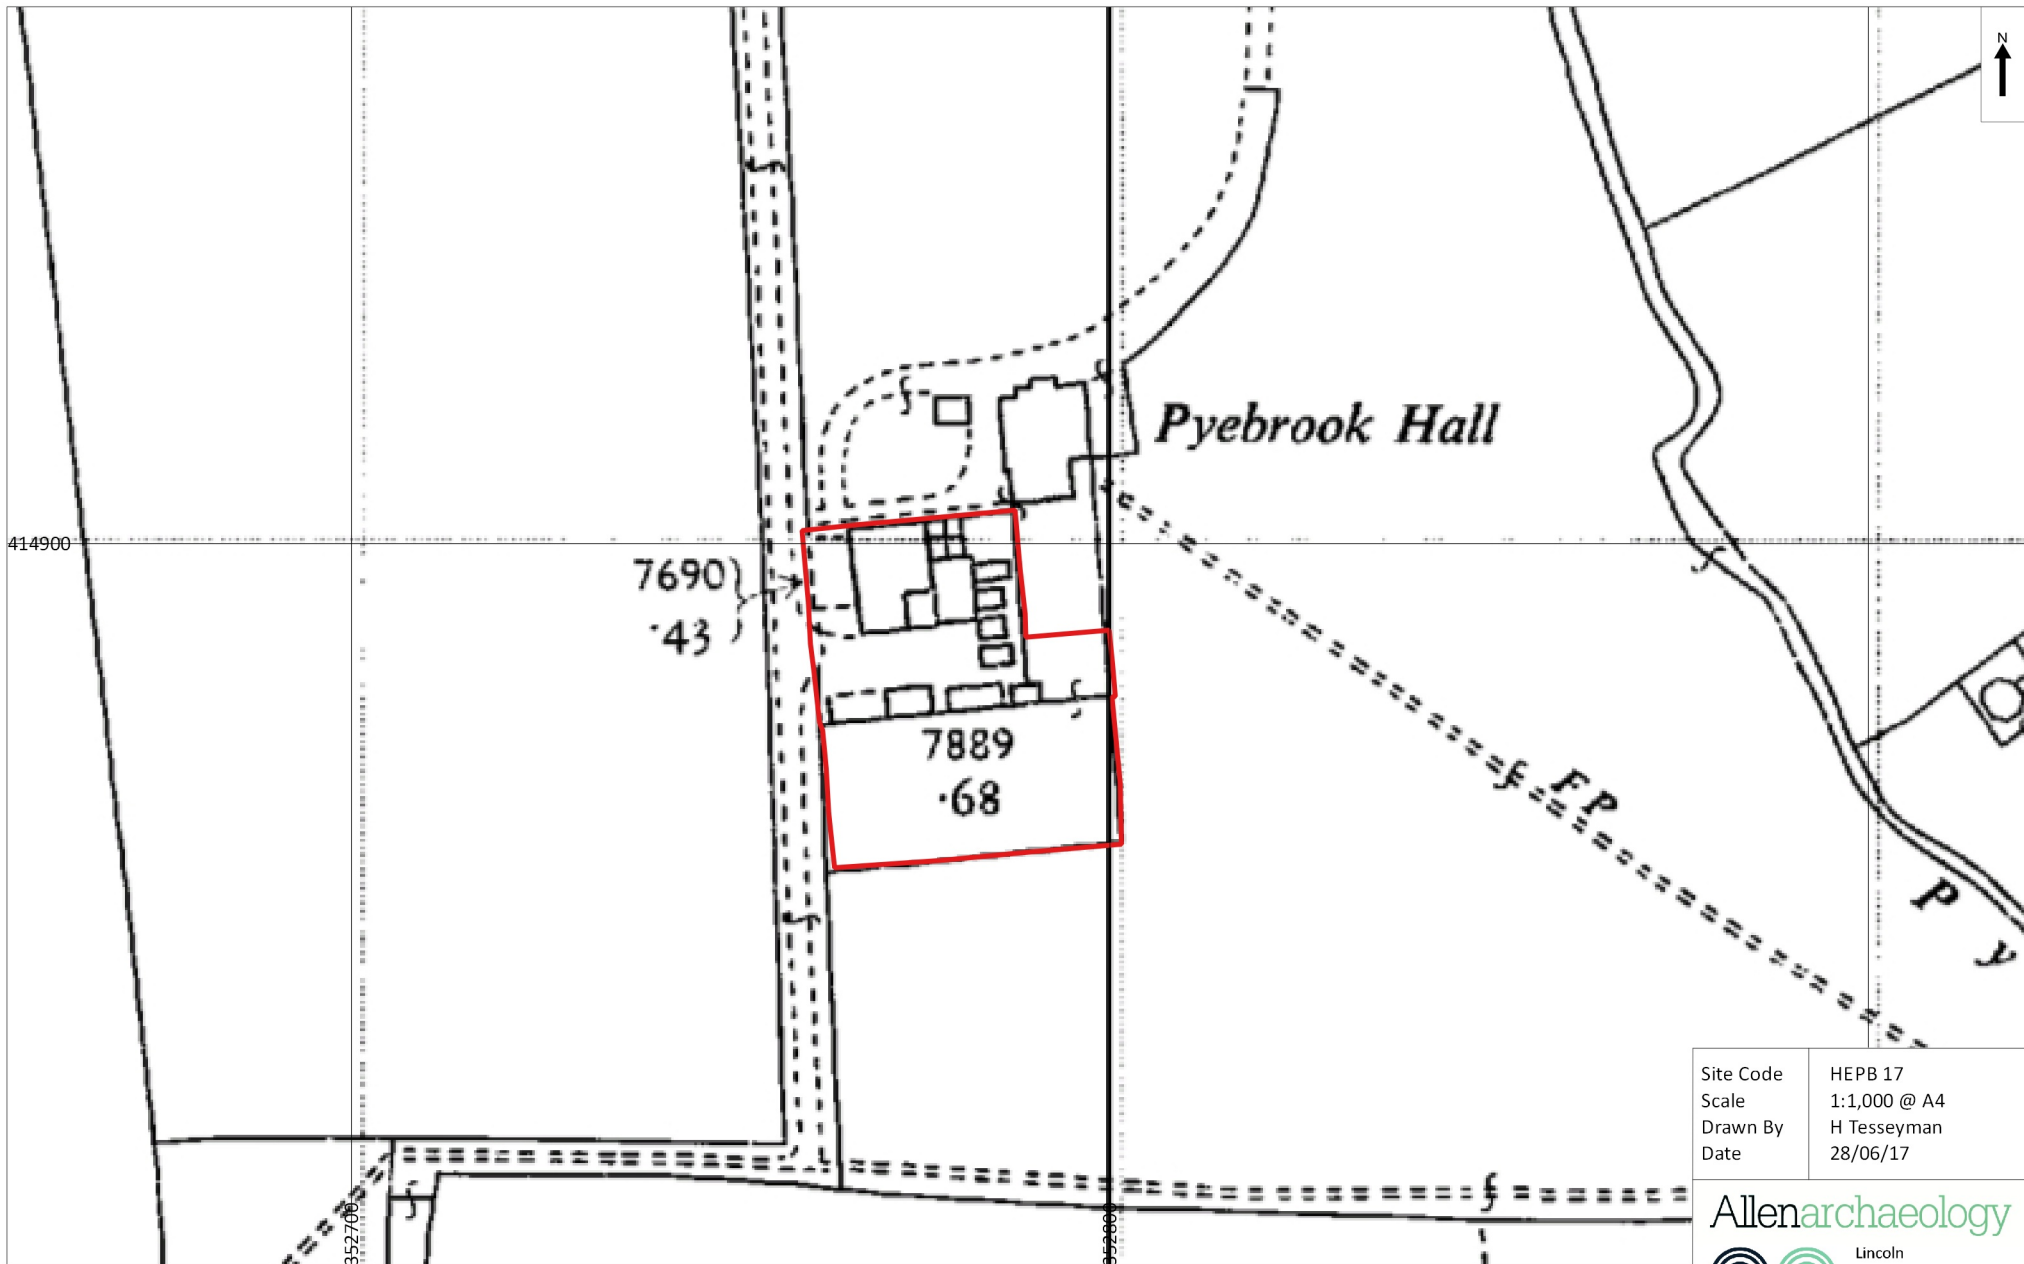 N
Pyebrook Hall
414900
7690
·43
7889
·68
FP
P
y
352700
352800
Site Code HEPB 17
Scale 1:1,000 @ A4
Drawn By H Tesseyman
Date 28/06/17
Allenarchaeology
Lincoln